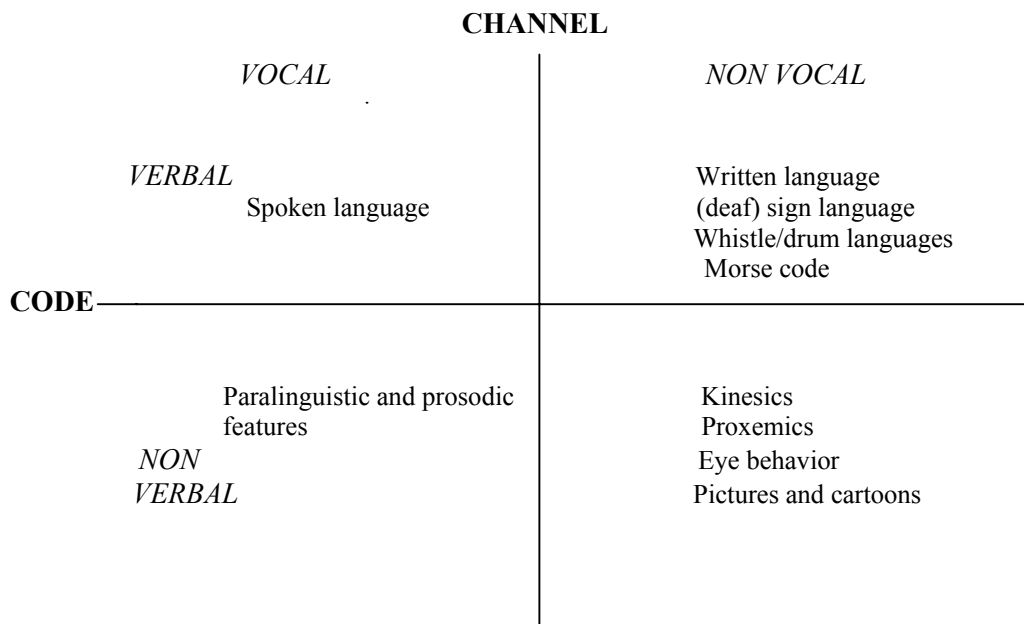 CHANNEL
VOCAL
NON VOCAL
VERBAL
Spoken language
Written language
(deaf) sign language
Whistle/drum languages
Morse code
CODE
Paralinguistic and prosodic
features
NON
VERBAL
Kinesics
Proxemics
Eye behavior
Pictures and cartoons